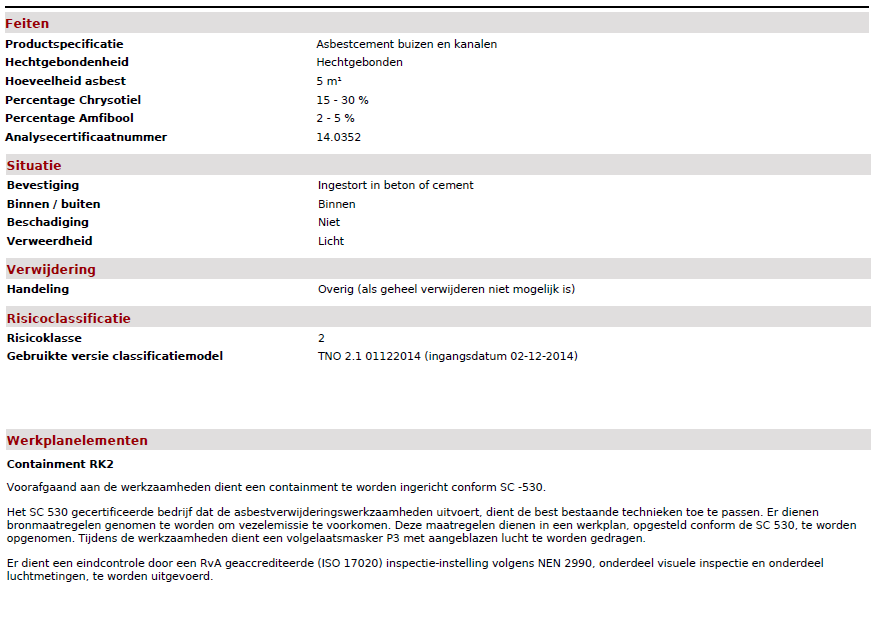 Feiten
Productspecificatie Asbestcement buizen en kanalen
Hechtgebondenheid Hechtgebonden
Hoeveelheid asbest 5 m¹
Percentage Chrysotiel 15 - 30 %
Percentage Amfibool 2 - 5 %
Analysecertificaatnummer 14.0352
Situatie
Bevestiging Ingestort in beton of cement
Binnen / buiten Binnen
Beschadiging Niet
Verweerdheid Licht
Verwijdering
Handeling Overig (als geheel verwijderen niet mogelijk is)
Risicoclassificatie
Risicoklasse 2
Gebruikte versie classificatiemodel TNO 2.1 01122014 (ingangsdatum 02-12-2014)
Werkplanelementen
Containment RK2
Voorafgaand aan de werkzaamheden dient een containment te worden ingericht conform SC -530.
Het SC 530 gecertificeerde bedrijf dat de asbestverwijderingswerkzaamheden uitvoert, dient de best bestaande technieken toe te passen. Er dienen
bronmaatregelen genomen te worden om vezelemissie te voorkomen. Deze maatregelen dienen in een werkplan, opgesteld conform de SC 530, te worden
opgenomen. Tijdens de werkzaamheden dient een volgelaatsmasker P3 met aangeblazen lucht te worden gedragen.
Er dient een eindcontrole door een RvA geaccrediteerde (ISO 17020) inspectie-instelling volgens NEN 2990, onderdeel visuele inspectie en onderdeel
luchtmetingen, te worden uitgevoerd.